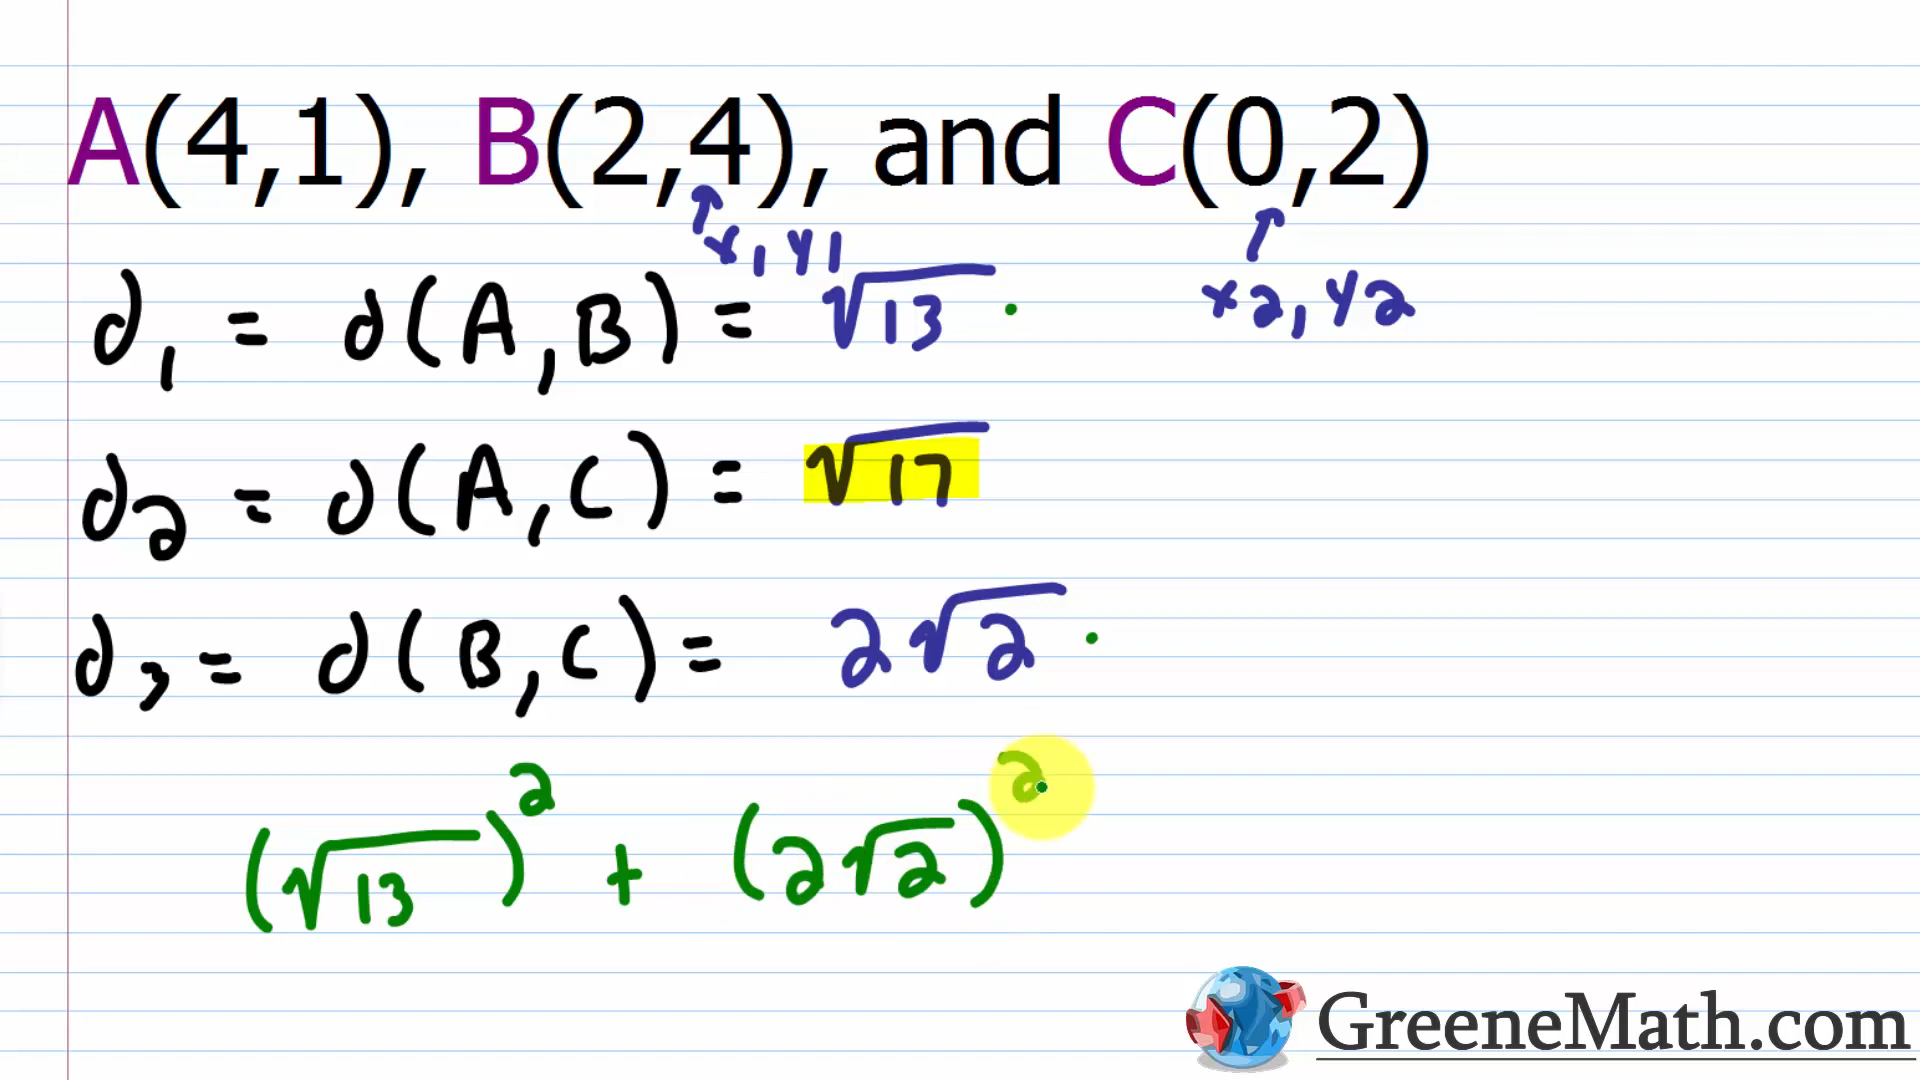 A(4,1), B(2,4), and C(0,2)
x1 y1
x2, y2
d₁ = d(A,B) = √13 ·
d₂ = d(A,C) = √17
d₃ = d(B,C) = 2√2 ·
(√13)² + (2√2)²
GreeneMath.com